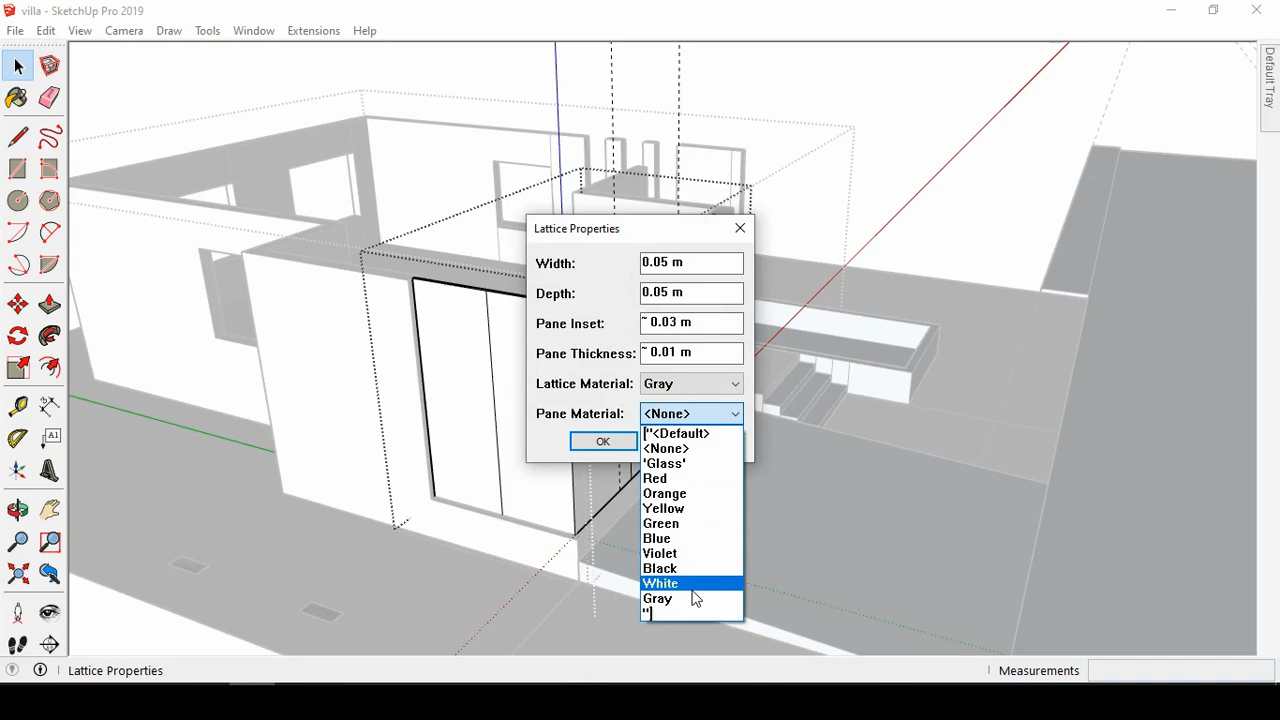 villa - SketchUp Pro 2019
File Edit View Camera Draw Tools Window Extensions Help
Default Tray
A1
Lattice Properties
Width: 0.05 m
Depth: 0.05 m
Pane Inset: ~ 0.03 m
Pane Thickness: ~ 0.01 m
Lattice Material: Gray
Pane Material: <None>
OK
["<Default>
<None>
'Glass'
Red
Orange
Yellow
Green
Blue
Violet
Black
White
Gray
"]
Lattice Properties
Measurements